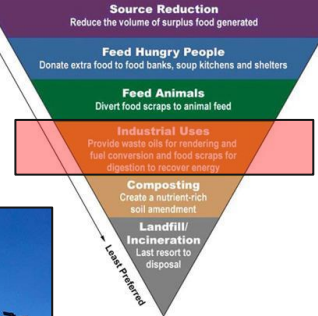 Source Reduction
Reduce the volume of surplus food generated
Feed Hungry People
Donate extra food to food banks, soup kitchens and shelters
Feed Animals
Divert food scraps to animal feed
Industrial Uses
Provide waste oils for rendering and
fuel conversion and food scraps for
digestion to recover energy
Composting
Create a nutrient-rich
soil amendment
Landfill/
Incineration
Last resort to
disposal
Least Preferred